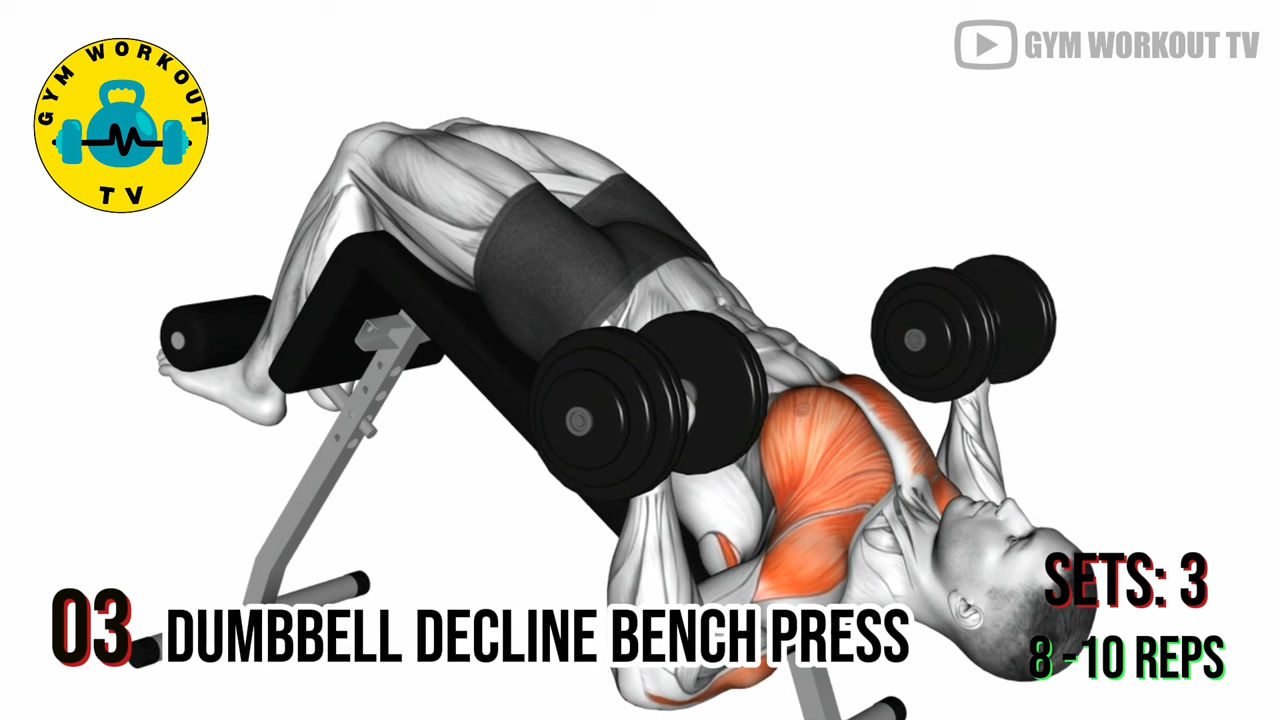 GYM WORKOUT
TV
GYM WORKOUT TV
SETS: 3
03 DUMBBELL DECLINE BENCH PRESS
8 -10 REPS